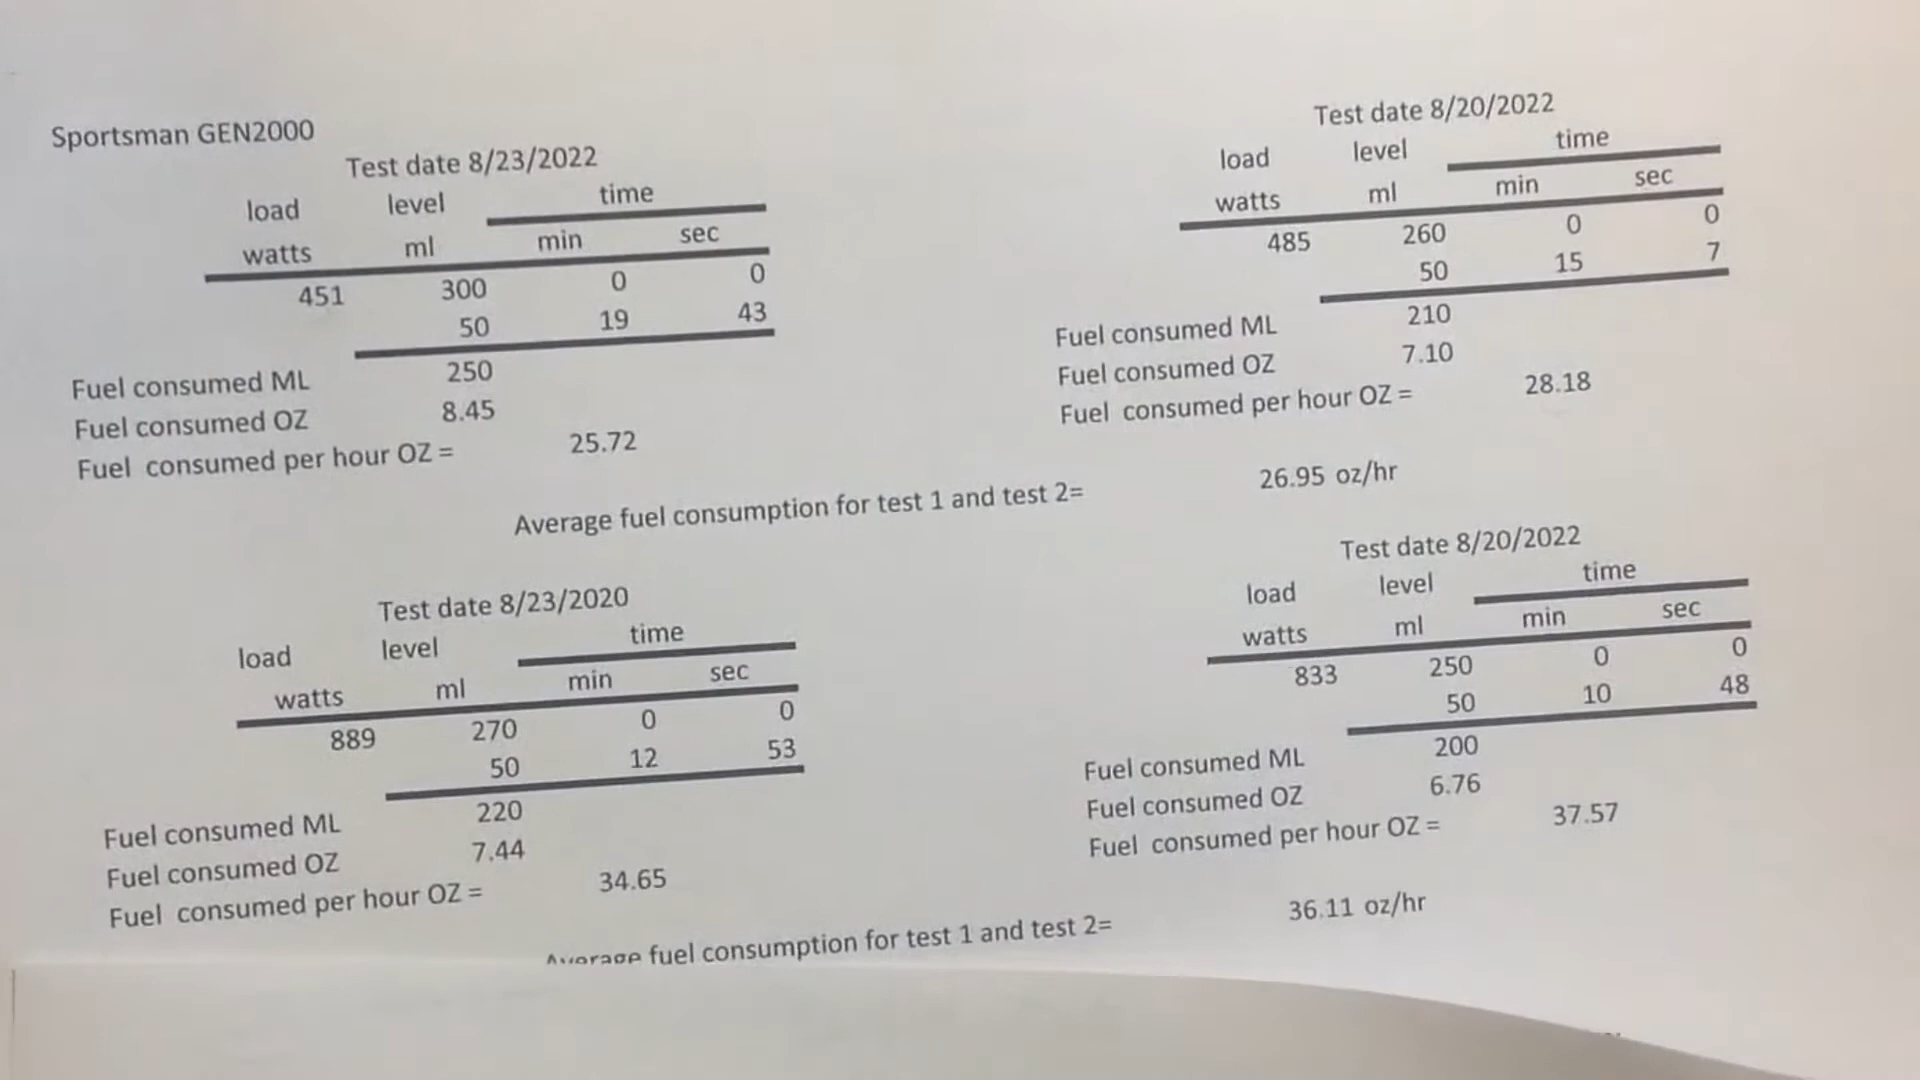 Sportsman GEN2000
Test date 8/23/2022
load level time
watts ml min sec
451 300 0 0
50 19 43
Fuel consumed ML 250
Fuel consumed OZ 8.45
Fuel consumed per hour OZ = 25.72
Test date 8/20/2022
load level time
watts ml min sec
485 260 0 0
50 15 7
Fuel consumed ML 210
Fuel consumed OZ 7.10
Fuel consumed per hour OZ = 28.18
Average fuel consumption for test 1 and test 2= 26.95 oz/hr
Test date 8/23/2020
load level time
watts ml min sec
889 270 0 0
50 12 53
Fuel consumed ML 220
Fuel consumed OZ 7.44
Fuel consumed per hour OZ = 34.65
Test date 8/20/2022
load level time
watts ml min sec
833 250 0 0
50 10 48
Fuel consumed ML 200
Fuel consumed OZ 6.76
Fuel consumed per hour OZ = 37.57
Average fuel consumption for test 1 and test 2= 36.11 oz/hr